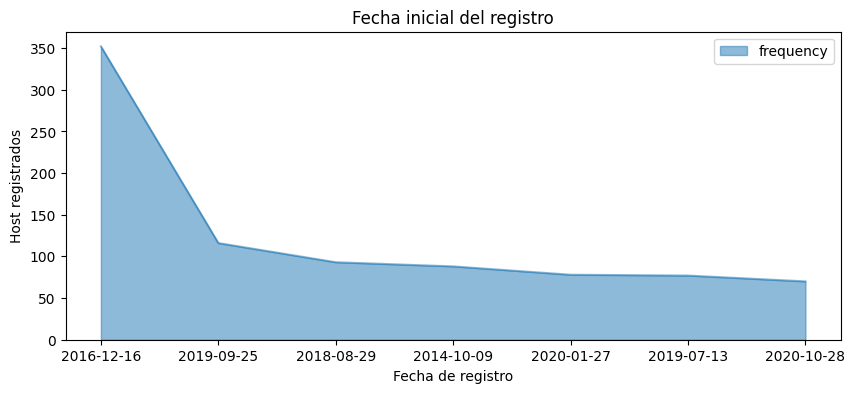 Fecha inicial del registro
frequency
Host registrados
350
300
250
200
150
100
50
0
2016-12-16 2019-09-25 2018-08-29 2014-10-09 2020-01-27 2019-07-13 2020-10-28
Fecha de registro